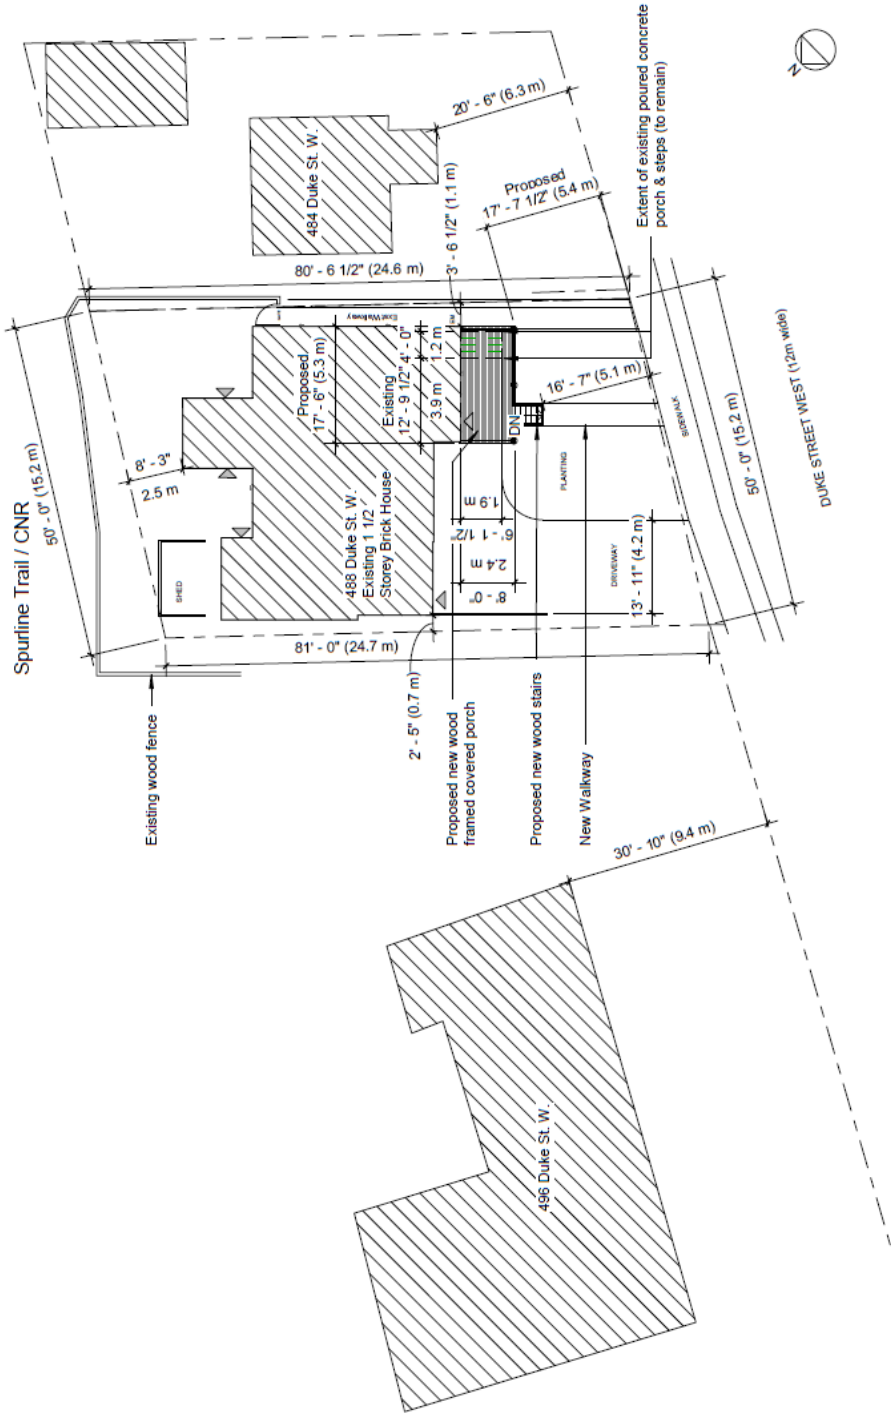 N
Extent of existing poured concrete
porch & steps (to remain)
20' - 6" (6.3 m)
484 Duke St. W.
Proposed
17' - 7 1/2" (5.4 m)
3' - 6 1/2" (1.1 m)
80' - 6 1/2" (24.6 m)
Exist Walkway
Proposed
17' - 6" (5.3 m)
Existing
12' - 9 1/2"
3.9 m
4' - 0"
1.2 m
16' - 7" (5.1 m)
DN
SIDEWALK
50' - 0" (15.2 m)
DUKE STREET WEST (12m wide)
Spurline Trail / CNR
50' - 0" (15.2 m)
8' - 3"
2.5 m
SHED
488 Duke St. W.
Existing 1 1/2
Storey Brick House
1.9 m
6' - 1 1/2"
2.4 m
8' - 0"
PLANTING
DRIVEWAY
13' - 11" (4.2 m)
81' - 0" (24.7 m)
2' - 5" (0.7 m)
Existing wood fence
Proposed new wood
framed covered porch
Proposed new wood stairs
New Walkway
30' - 10" (9.4 m)
496 Duke St. W.